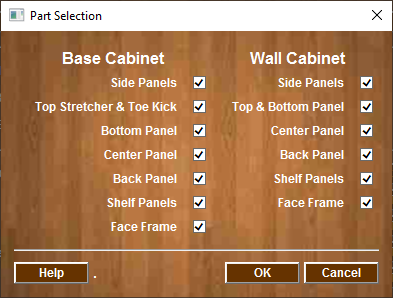 Part Selection
Base Cabinet
Side Panels
Top Stretcher & Toe Kick
Bottom Panel
Center Panel
Back Panel
Shelf Panels
Face Frame
Wall Cabinet
Side Panels
Top & Bottom Panel
Center Panel
Back Panel
Shelf Panels
Face Frame
Help .
OK
Cancel